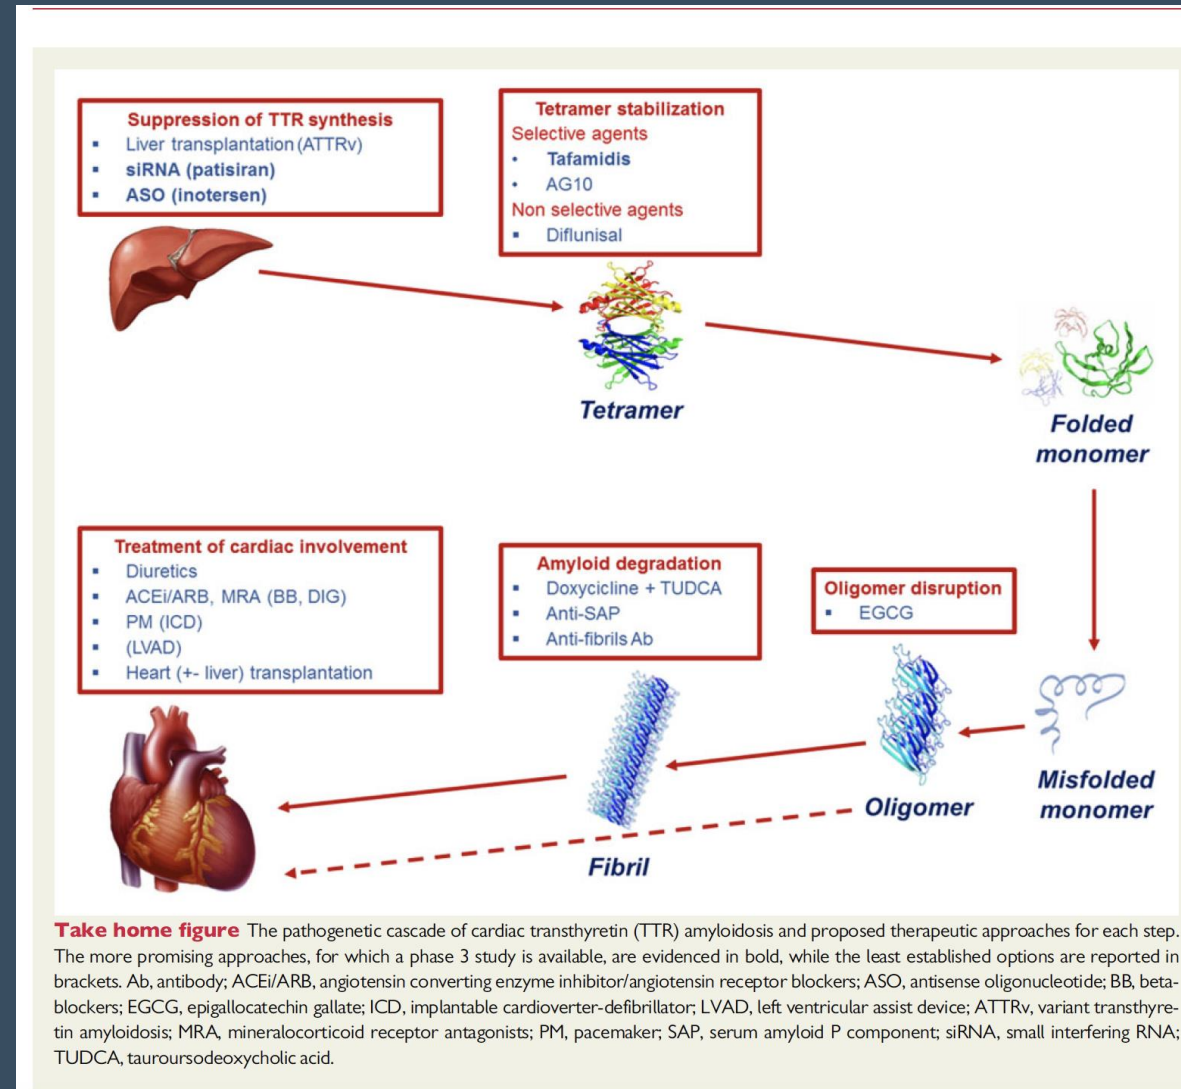 Suppression of TTR synthesis
▪ Liver transplantation (ATTRv)
▪ siRNA (patisiran)
▪ ASO (inotersen)
Tetramer stabilization
Selective agents
• Tafamidis
• AG10
Non selective agents
▪ Diflunisal
Tetramer
Folded
monomer
Treatment of cardiac involvement
▪ Diuretics
▪ ACEi/ARB, MRA (BB, DIG)
▪ PM (ICD)
▪ (LVAD)
▪ Heart (+- liver) transplantation
Amyloid degradation
▪ Doxycicline + TUDCA
▪ Anti-SAP
▪ Anti-fibrils Ab
Oligomer disruption
▪ EGCG
Misfolded
monomer
Oligomer
Fibril
Take home figure The pathogenetic cascade of cardiac transthyretin (TTR) amyloidosis and proposed therapeutic approaches for each step.
The more promising approaches, for which a phase 3 study is available, are evidenced in bold, while the least established options are reported in
brackets. Ab, antibody; ACEi/ARB, angiotensin converting enzyme inhibitor/angiotensin receptor blockers; ASO, antisense oligonucleotide; BB, beta-
blockers; EGCG, epigallocatechin gallate; ICD, implantable cardioverter-defibrillator; LVAD, left ventricular assist device; ATTRv, variant transthyre-
tin amyloidosis; MRA, mineralocorticoid receptor antagonists; PM, pacemaker; SAP, serum amyloid P component; siRNA, small interfering RNA;
TUDCA, tauroursodeoxycholic acid.